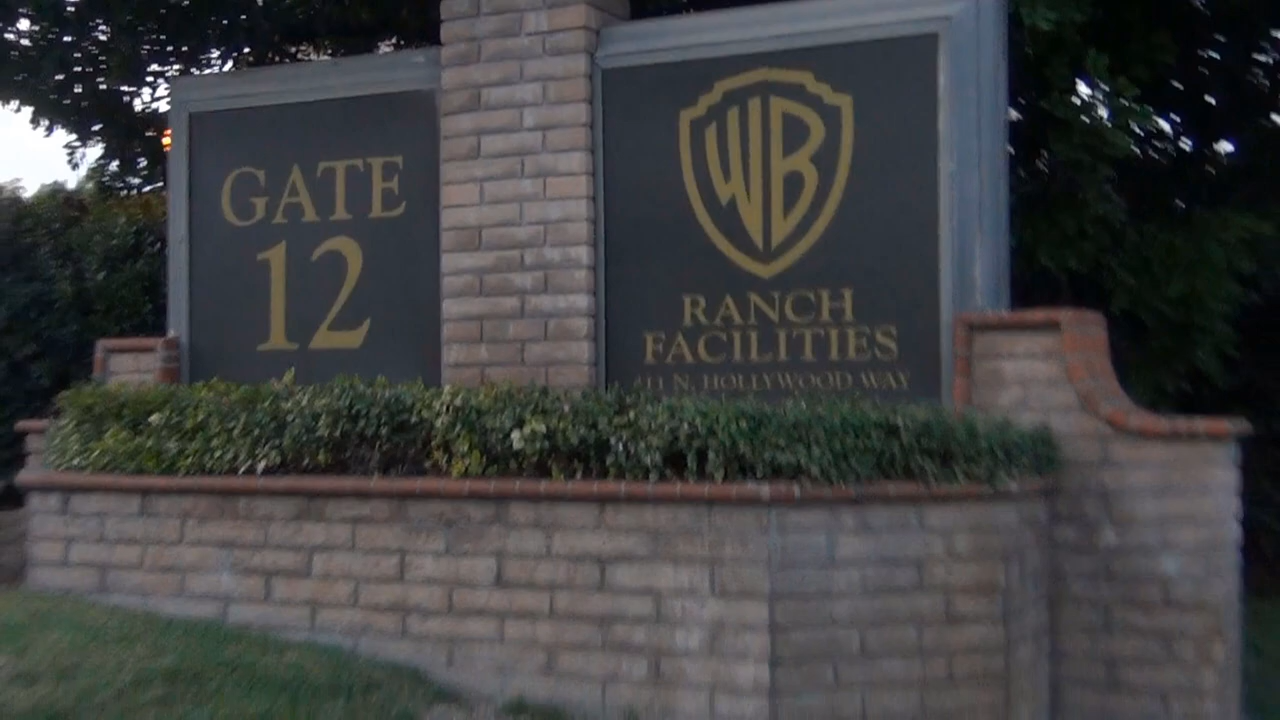 GATE
12
WB
RANCH
FACILITIES
411 N. HOLLYWOOD WAY